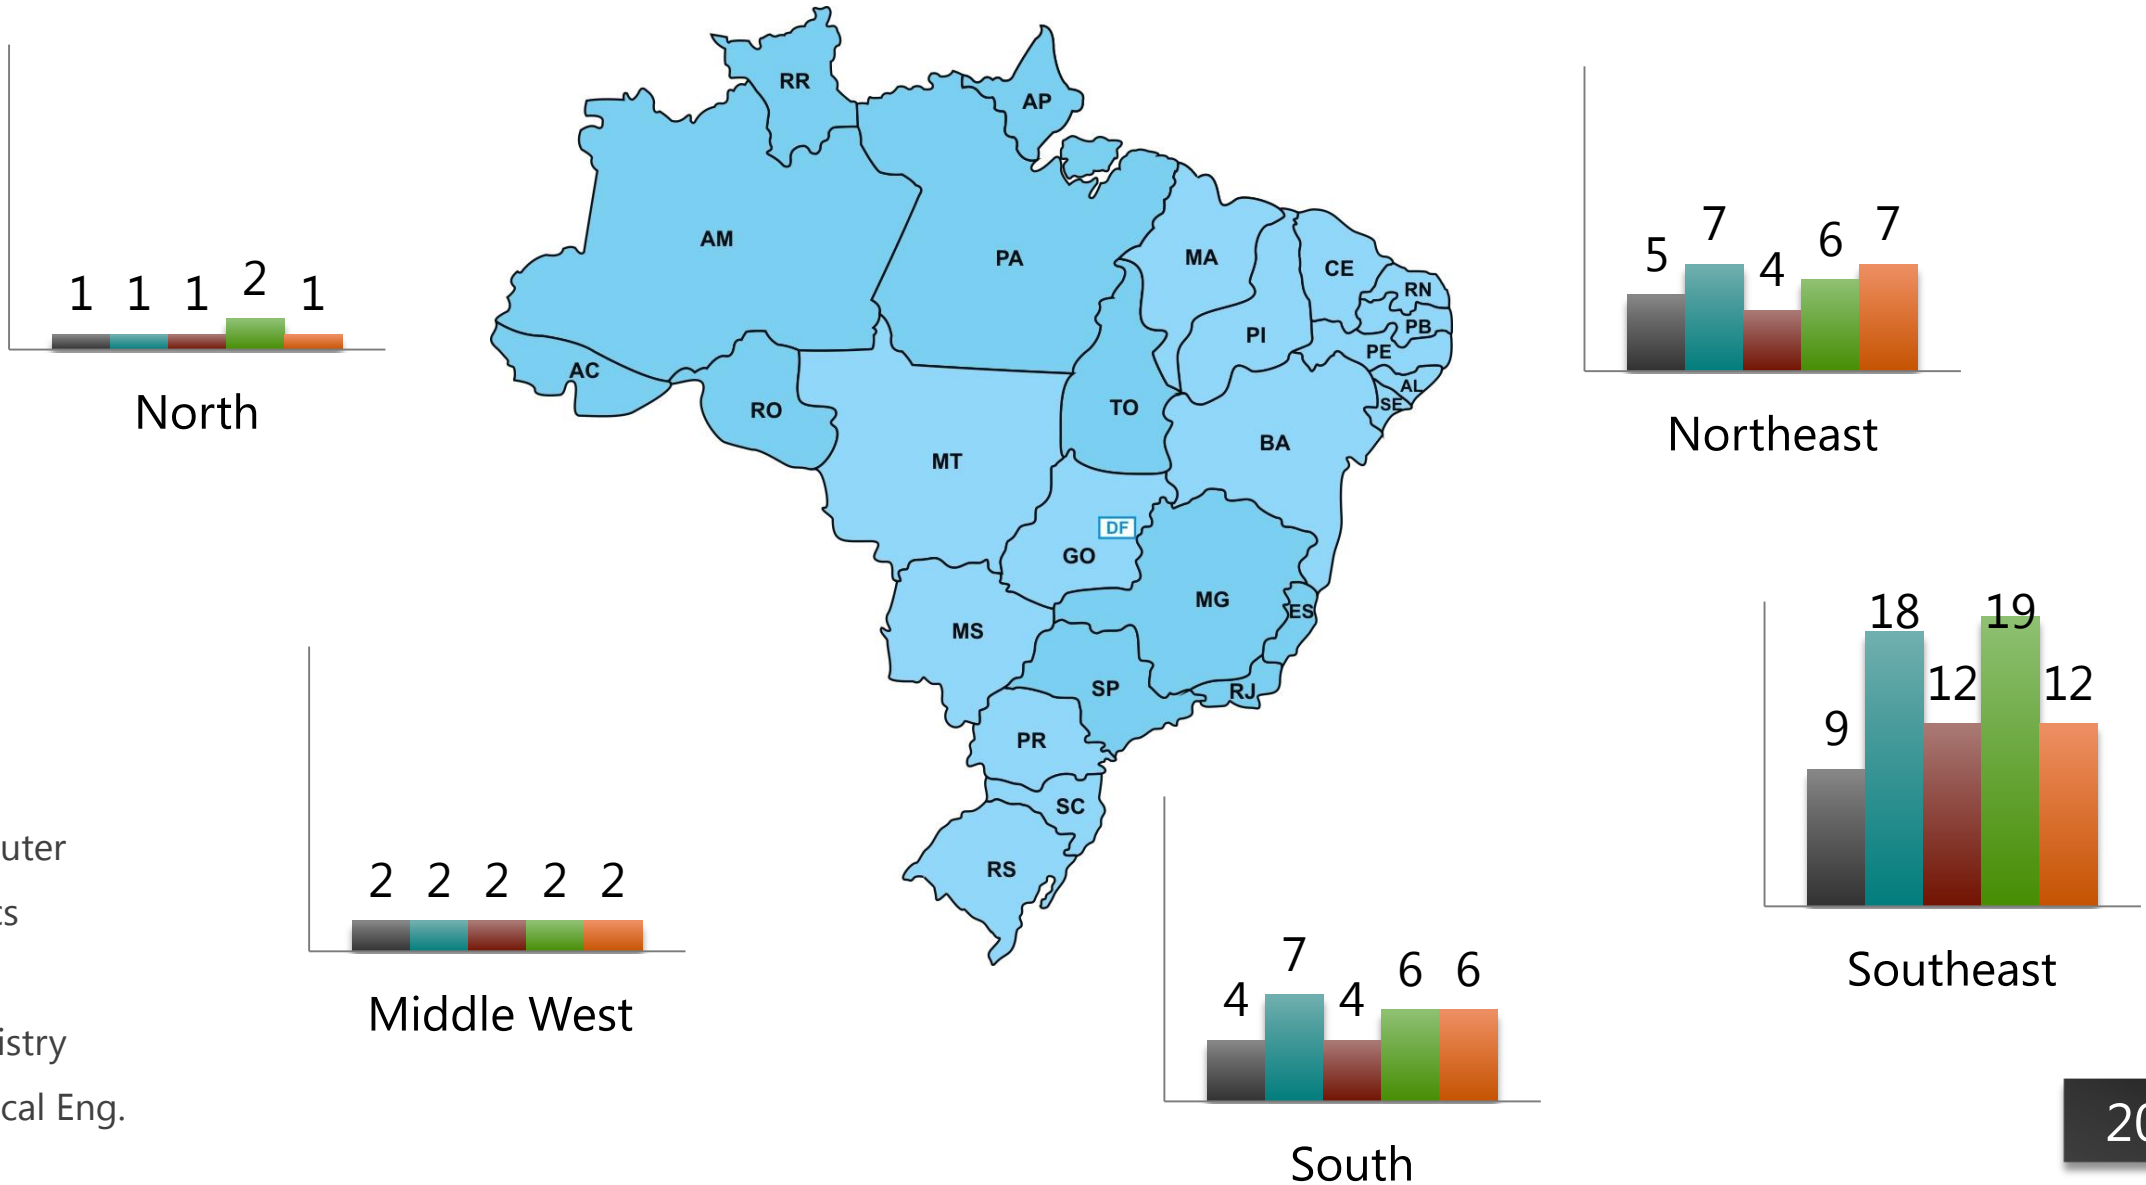 RR
AP
AM
PA
MA
CE
RN
PB
PI
PE
AL
SE
AC
RO
TO
BA
MT
DF
GO
MG
ES
MS
SP
RJ
PR
SC
RS
1 1 1 2 1
North
5 7 4 6 7
Northeast
2 2 2 2 2
Middle West
9 18 12 19 12
Southeast
4 7 4 6 6
South
uter
cs
istry
cal Eng.
20